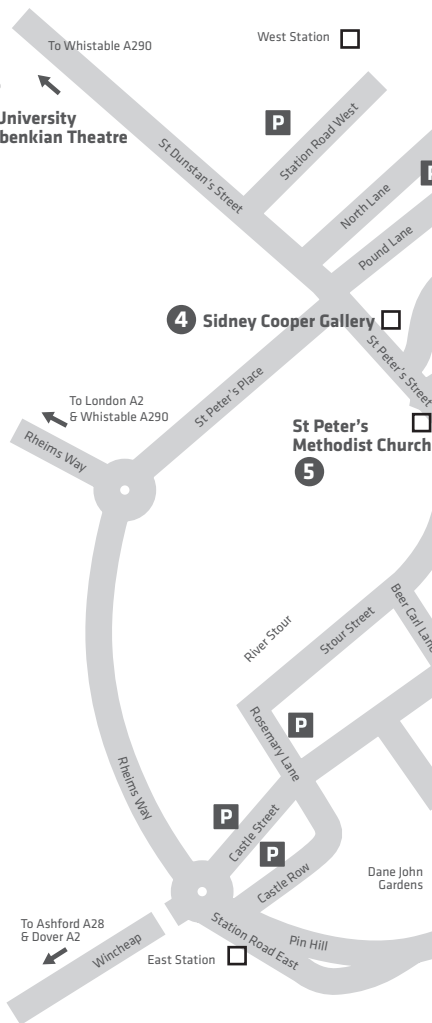 To Whistable A290
West Station
University
benkian Theatre
P
Station Road West
St Dunstan's Street
North Lane
Pound Lane
4 Sidney Cooper Gallery
St Peter's Street
St Peter's Place
To London A2
& Whistable A290
Rheims Way
St Peter's
Methodist Church
5
Beer Cart Lane
River Stour
Stour Street
Rosemary Lane
P
Rheims Way
P
Castle Street
P
Castle Row
Dane John
Gardens
To Ashford A28
& Dover A2
Wincheap
Station Road East
Pin Hill
East Station